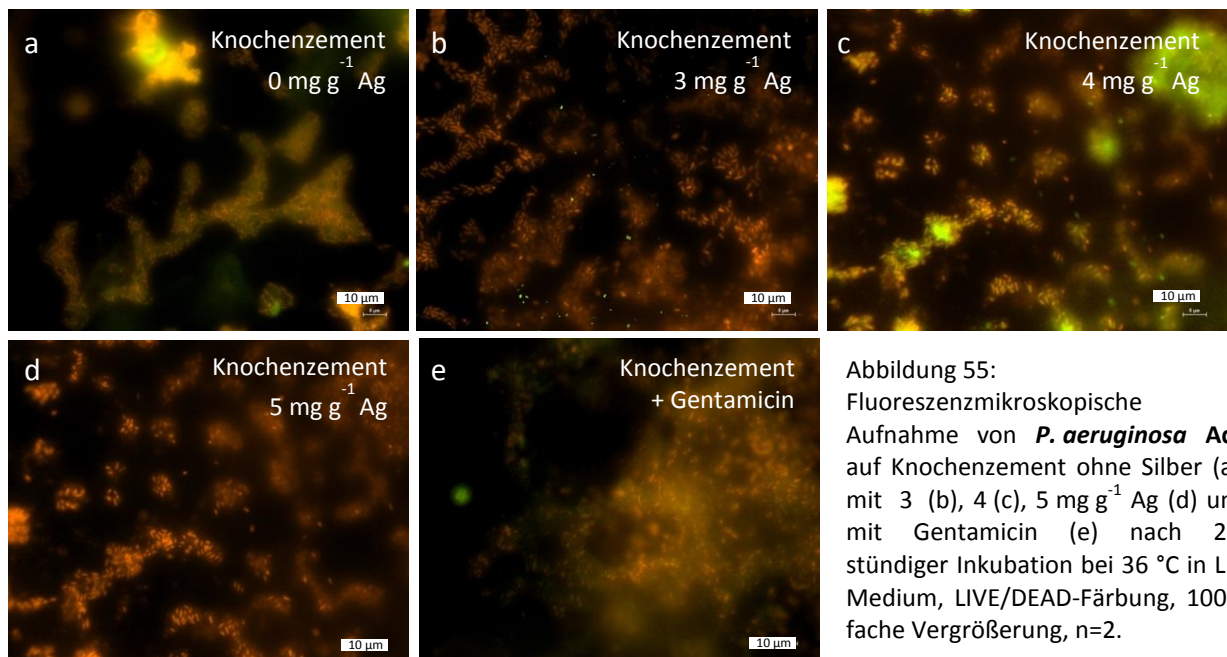 a
Knochenzement
0 mg g⁻¹ Ag
10 µm
b
Knochenzement
3 mg g⁻¹ Ag
10 µm
c
Knochenzement
4 mg g⁻¹ Ag
10 µm
d
Knochenzement
5 mg g⁻¹ Ag
10 µm
e
Knochenzement
+ Gentamicin
10 µm
Abbildung 55:
Fluoreszenzmikroskopische
Aufnahme von P. aeruginosa
auf Knochenzement ohne Silber (a
mit 3 (b), 4 (c), 5 mg g⁻¹ Ag (d)
mit Gentamicin (e) nach 2
stündiger Inkubation bei 36 °C in L
Medium, LIVE/DEAD-Färbung, 100
fache Vergrößerung, n=2.